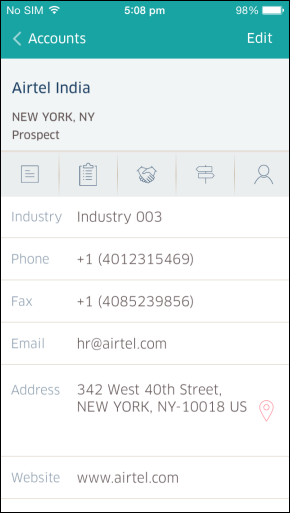 No SIM 5:08 pm 98%
Accounts Edit
Airtel India
NEW YORK, NY
Prospect
Industry Industry 003
Phone +1 (4012315469)
Fax +1 (4085239856)
Email hr@airtel.com
Address 342 West 40th Street,
NEW YORK, NY-10018 US
Website www.airtel.com